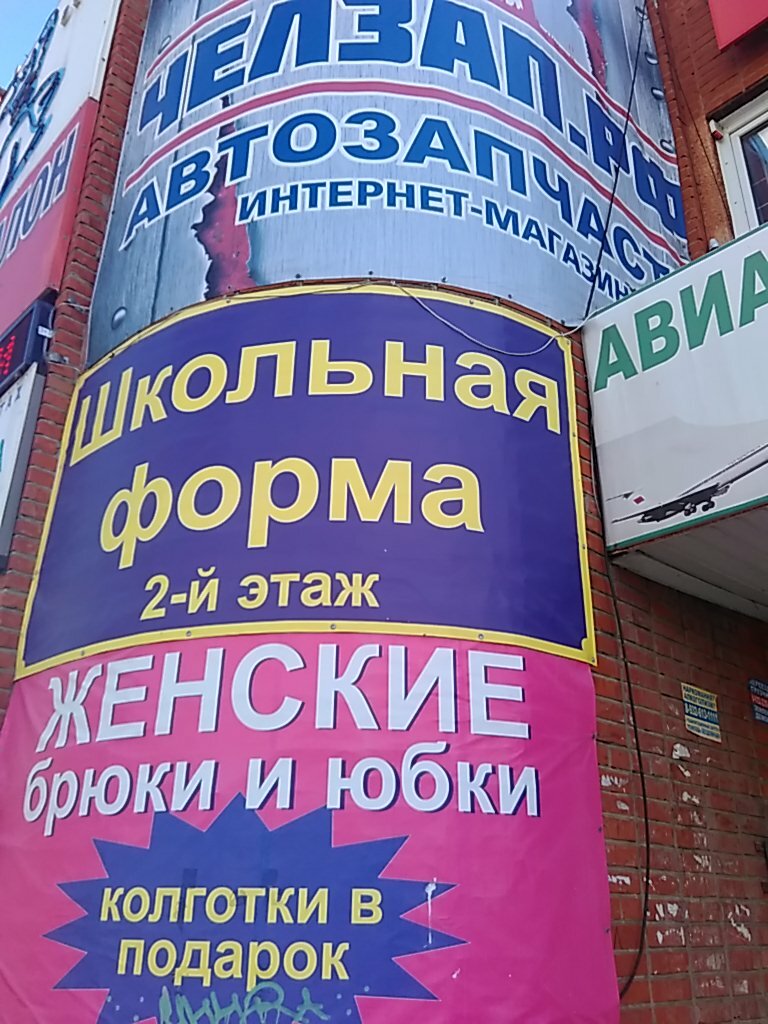 ЧЕЛЗАП.РФ
АВТОЗАПЧАСТ
ИНТЕРНЕТ-МАГАЗИН
АВИА
Школьная
форма
2-й этаж
ЖЕНСКИЕ
брюки и юбки
колготки в
подарок